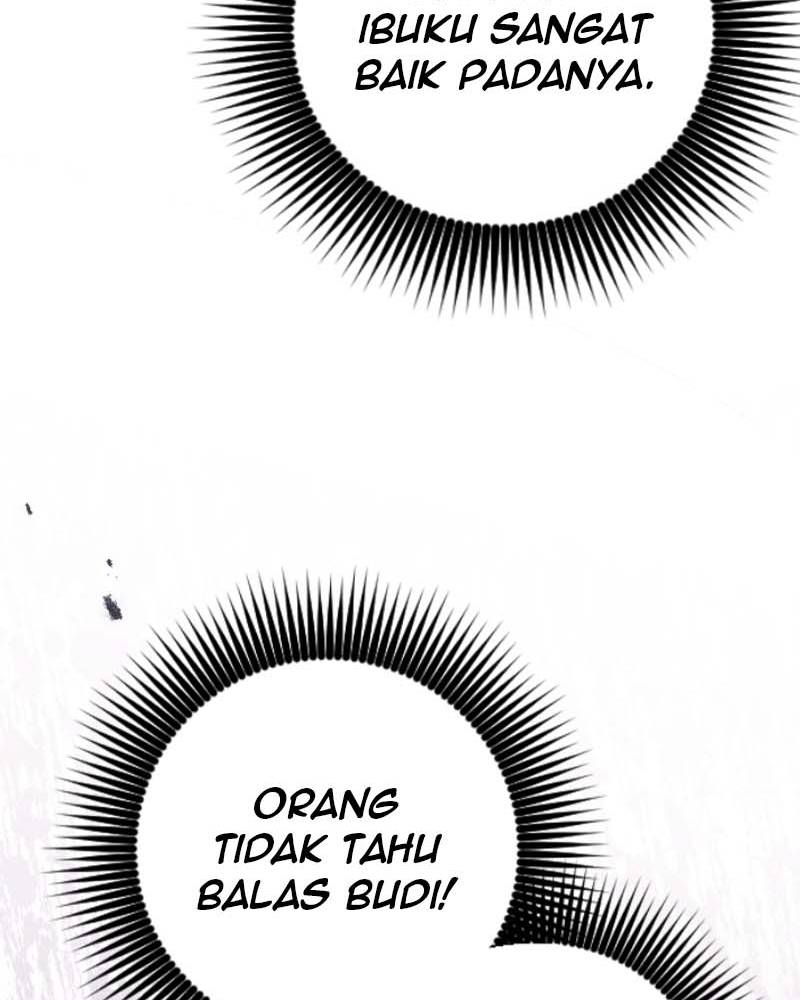 IBUKU SANGAT
BAIK PADANYA.
ORANG
TIDAK TAHU
BALAS BUDI!